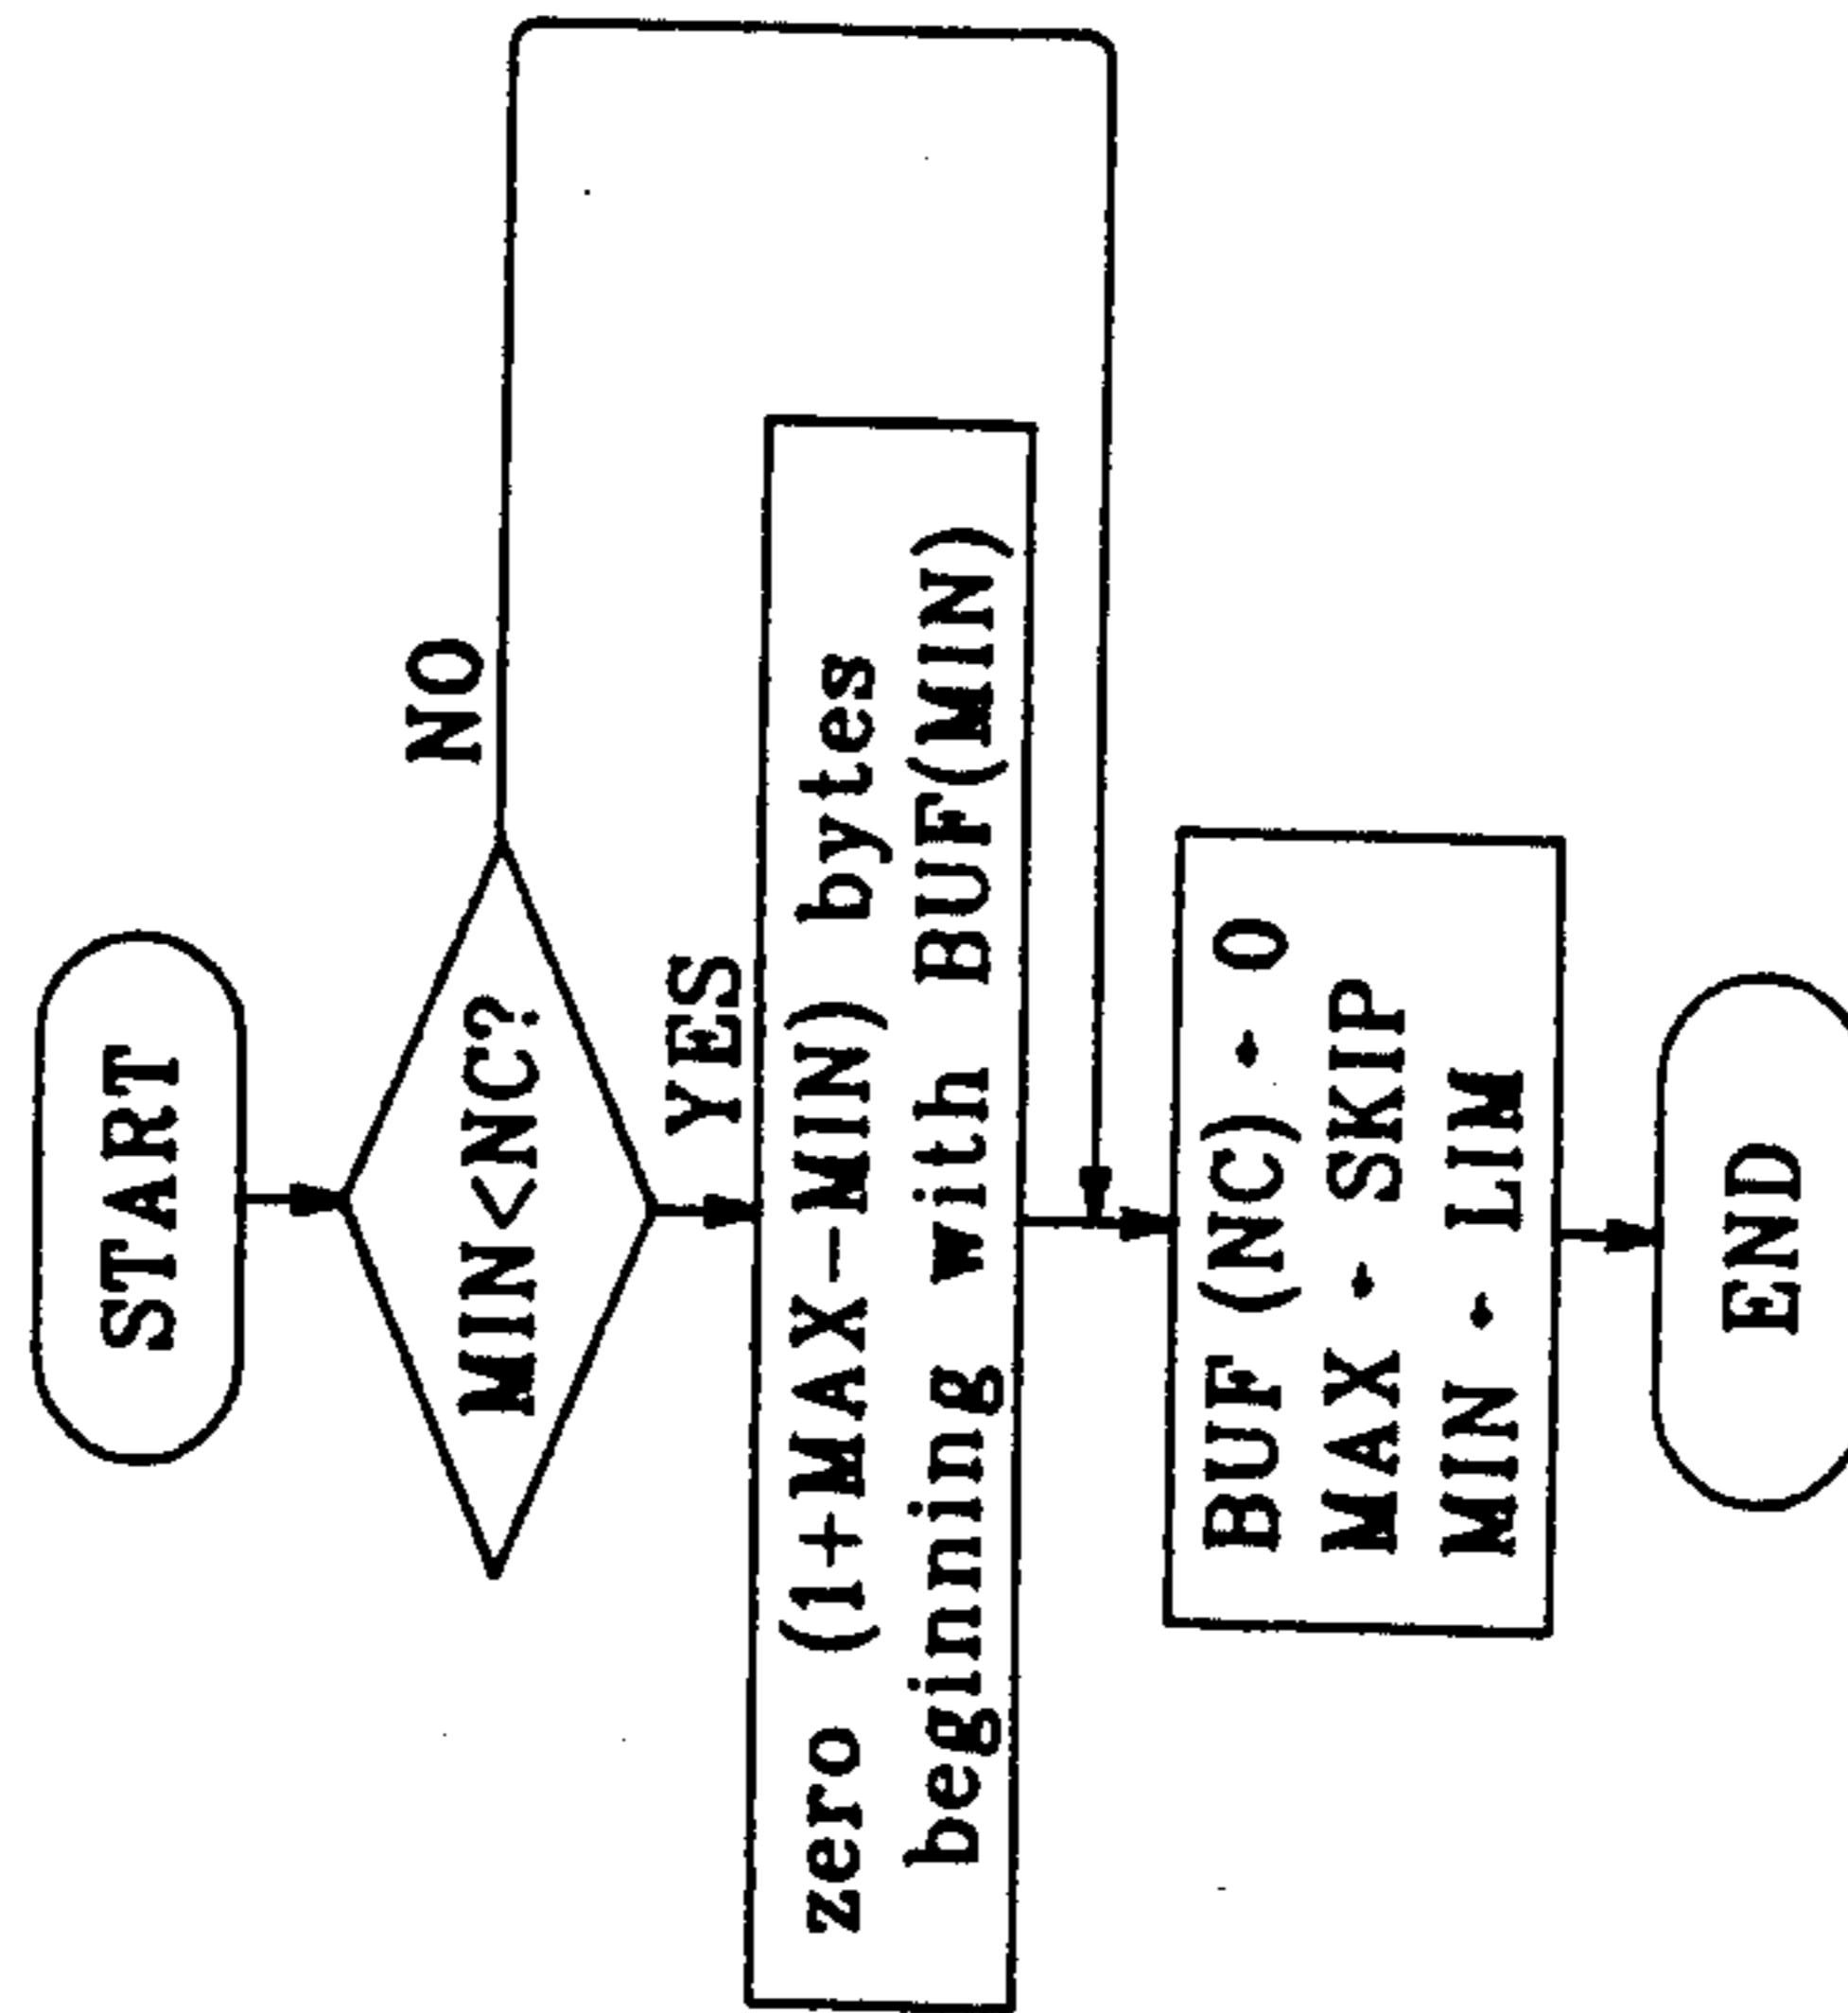 START
MIN<NC?
NO
YES
zero (1+MAX-MIN) bytes
beginning with BUF(MIN)
BUF (NC) ← 0
MAX ← SKIP
MIN ← LIM
END